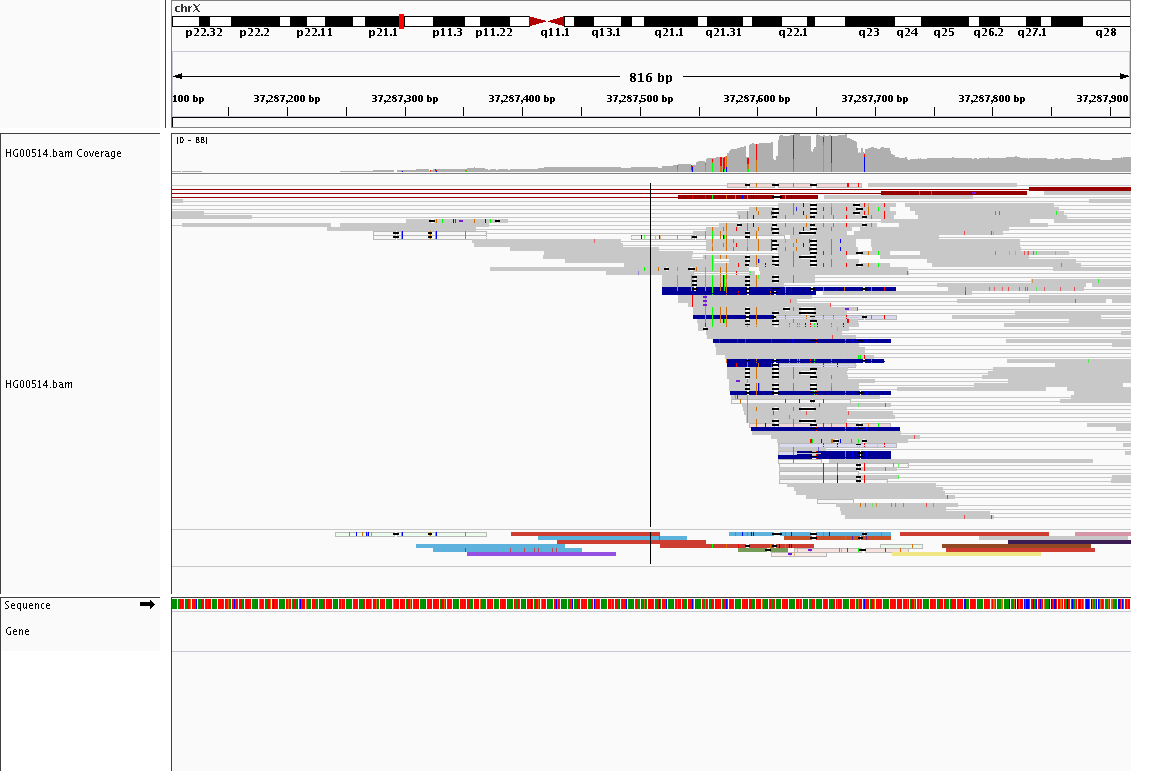 chrX
p22.32 p22.2 p22.11 p21.1 p11.3 p11.22 q11.1 q13.1 q21.1 q21.31 q22.1 q23 q24 q25 q26.2 q27.1 q28
816 bp
100 bp 37,287,200 bp 37,287,300 bp 37,287,400 bp 37,287,500 bp 37,287,600 bp 37,287,700 bp 37,287,800 bp 37,287,900
[0 - 88]
HG00514.bam Coverage
HG00514.bam
Sequence
Gene